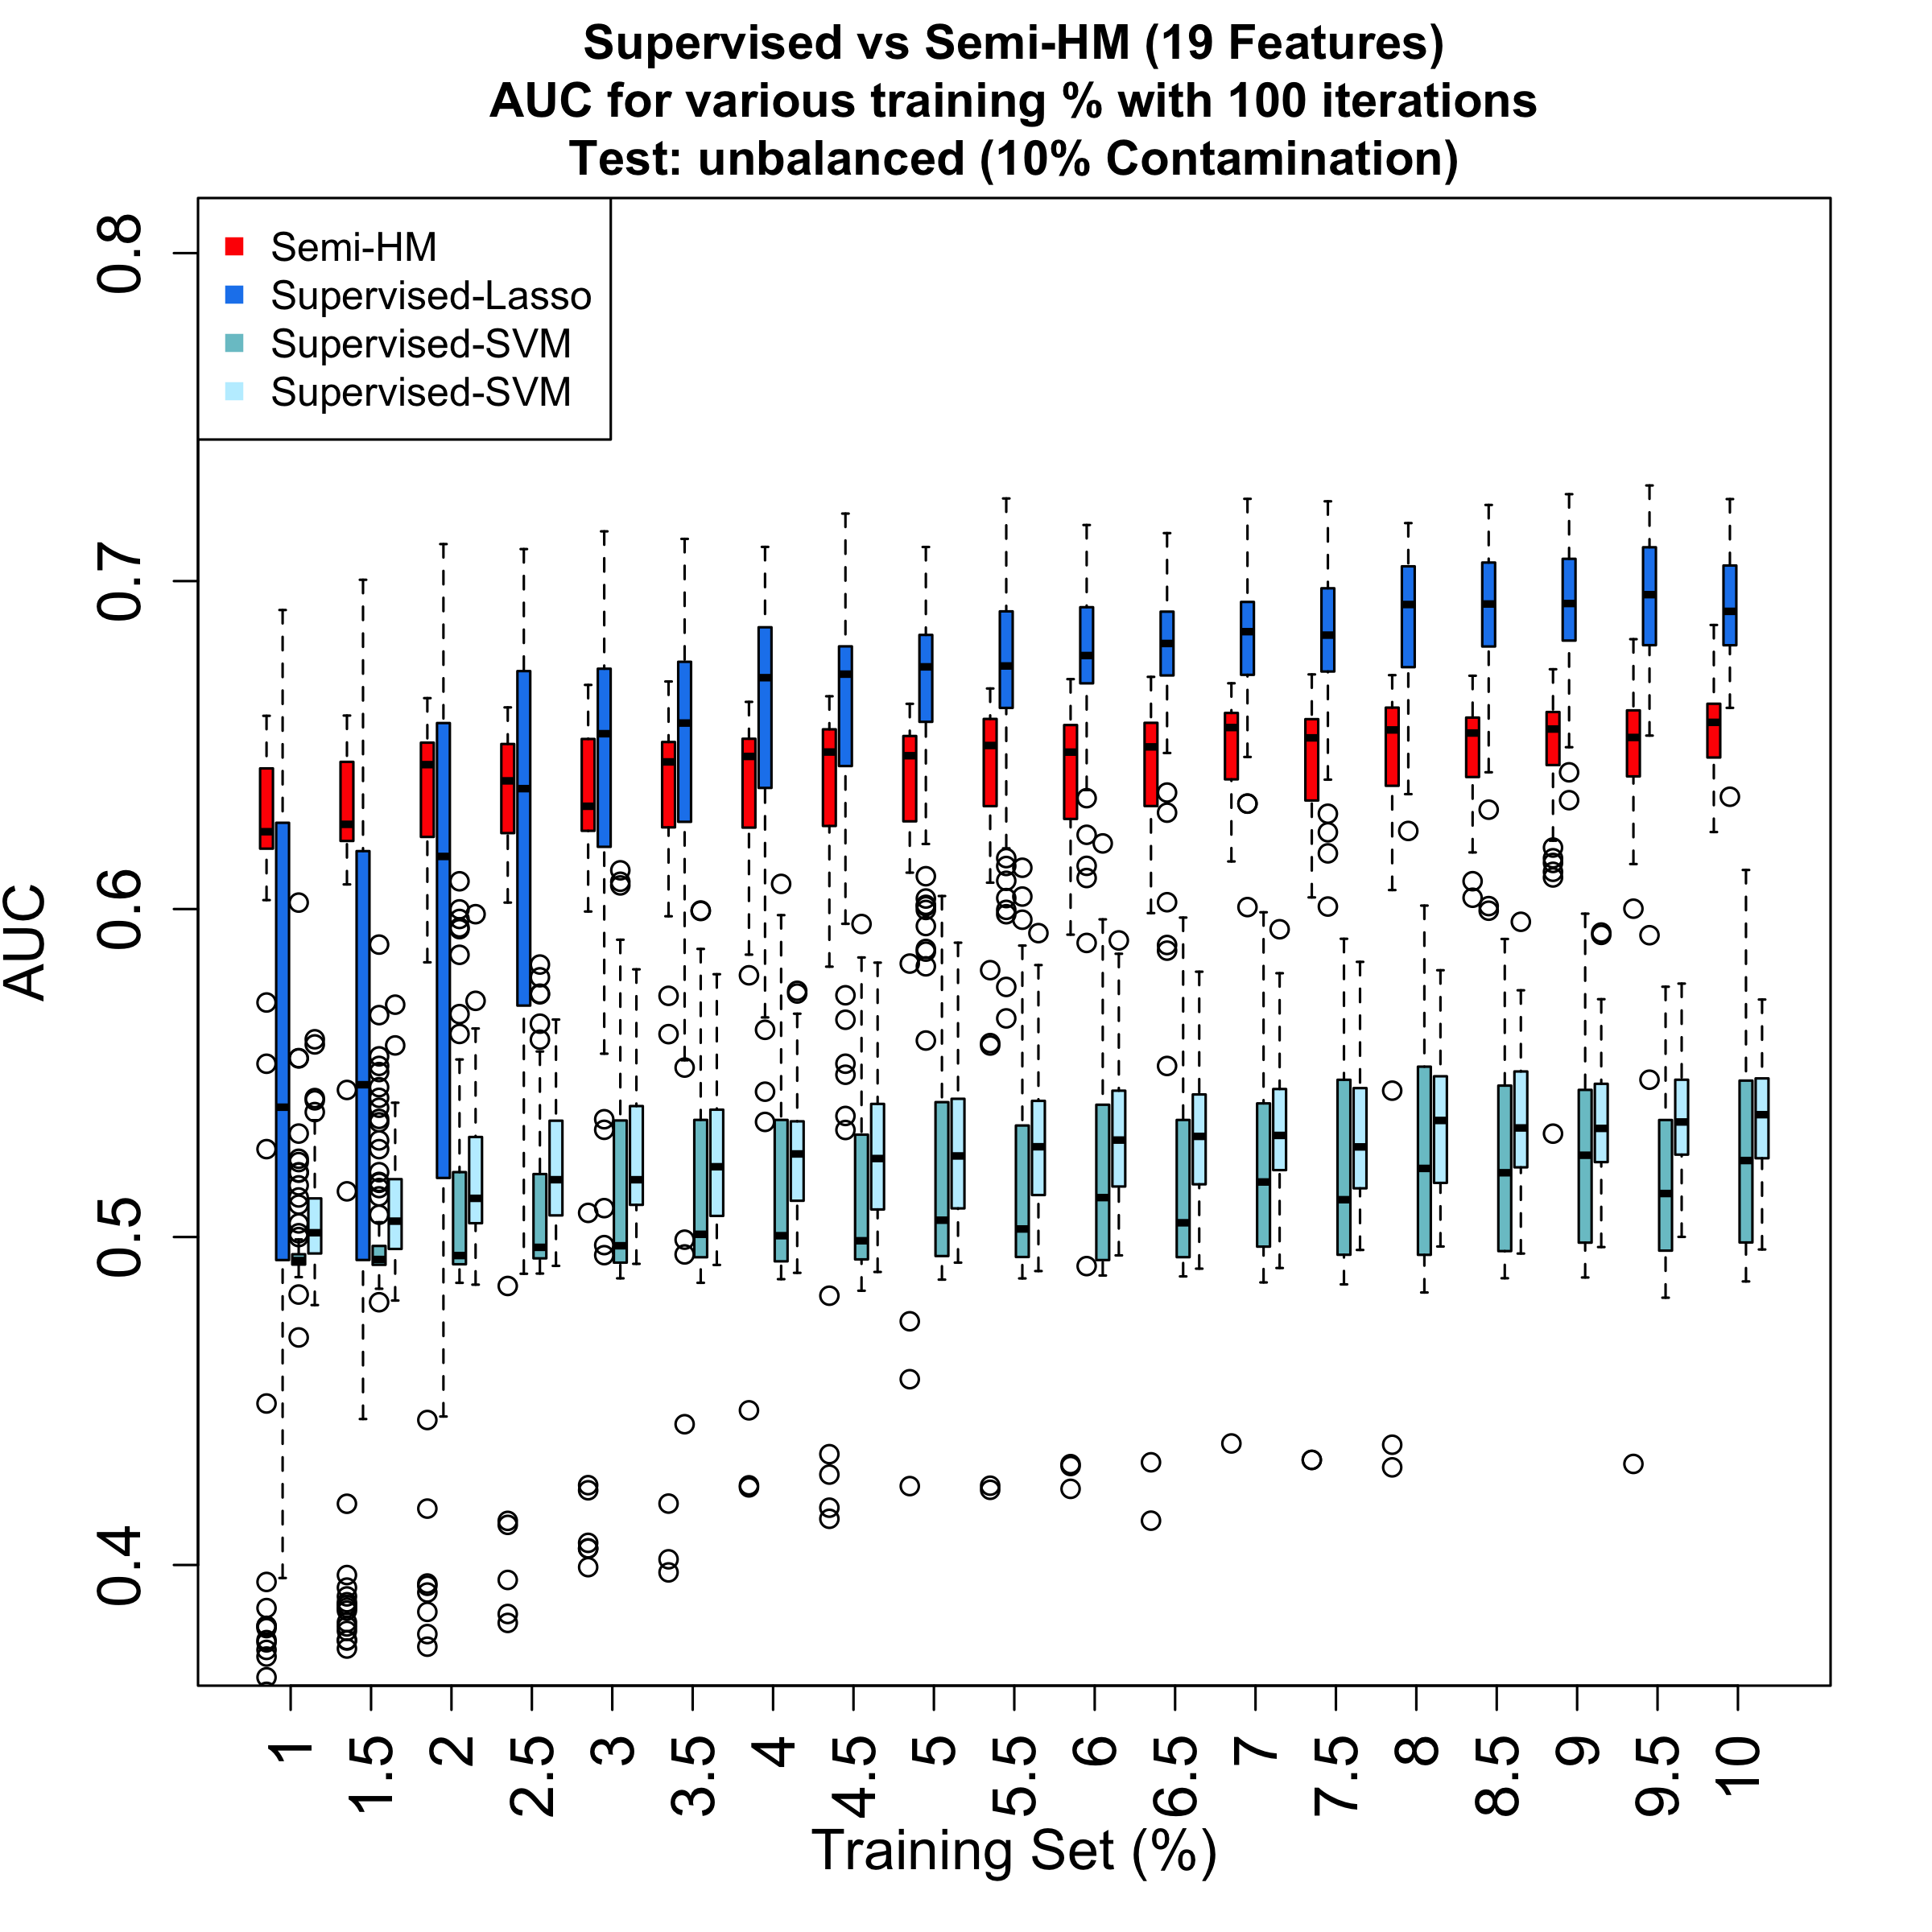 Supervised vs Semi-HM (19 Features)
AUC for various training % with 100 iterations
Test: unbalanced (10% Contamination)
Semi-HM
Supervised-Lasso
Supervised-SVM
Supervised-SVM
AUC
0.8
0.7
0.6
0.5
0.4
1
1.5
2
2.5
3
3.5
4
4.5
5
5.5
6
6.5
7
7.5
8
8.5
9
9.5
10
Training Set (%)